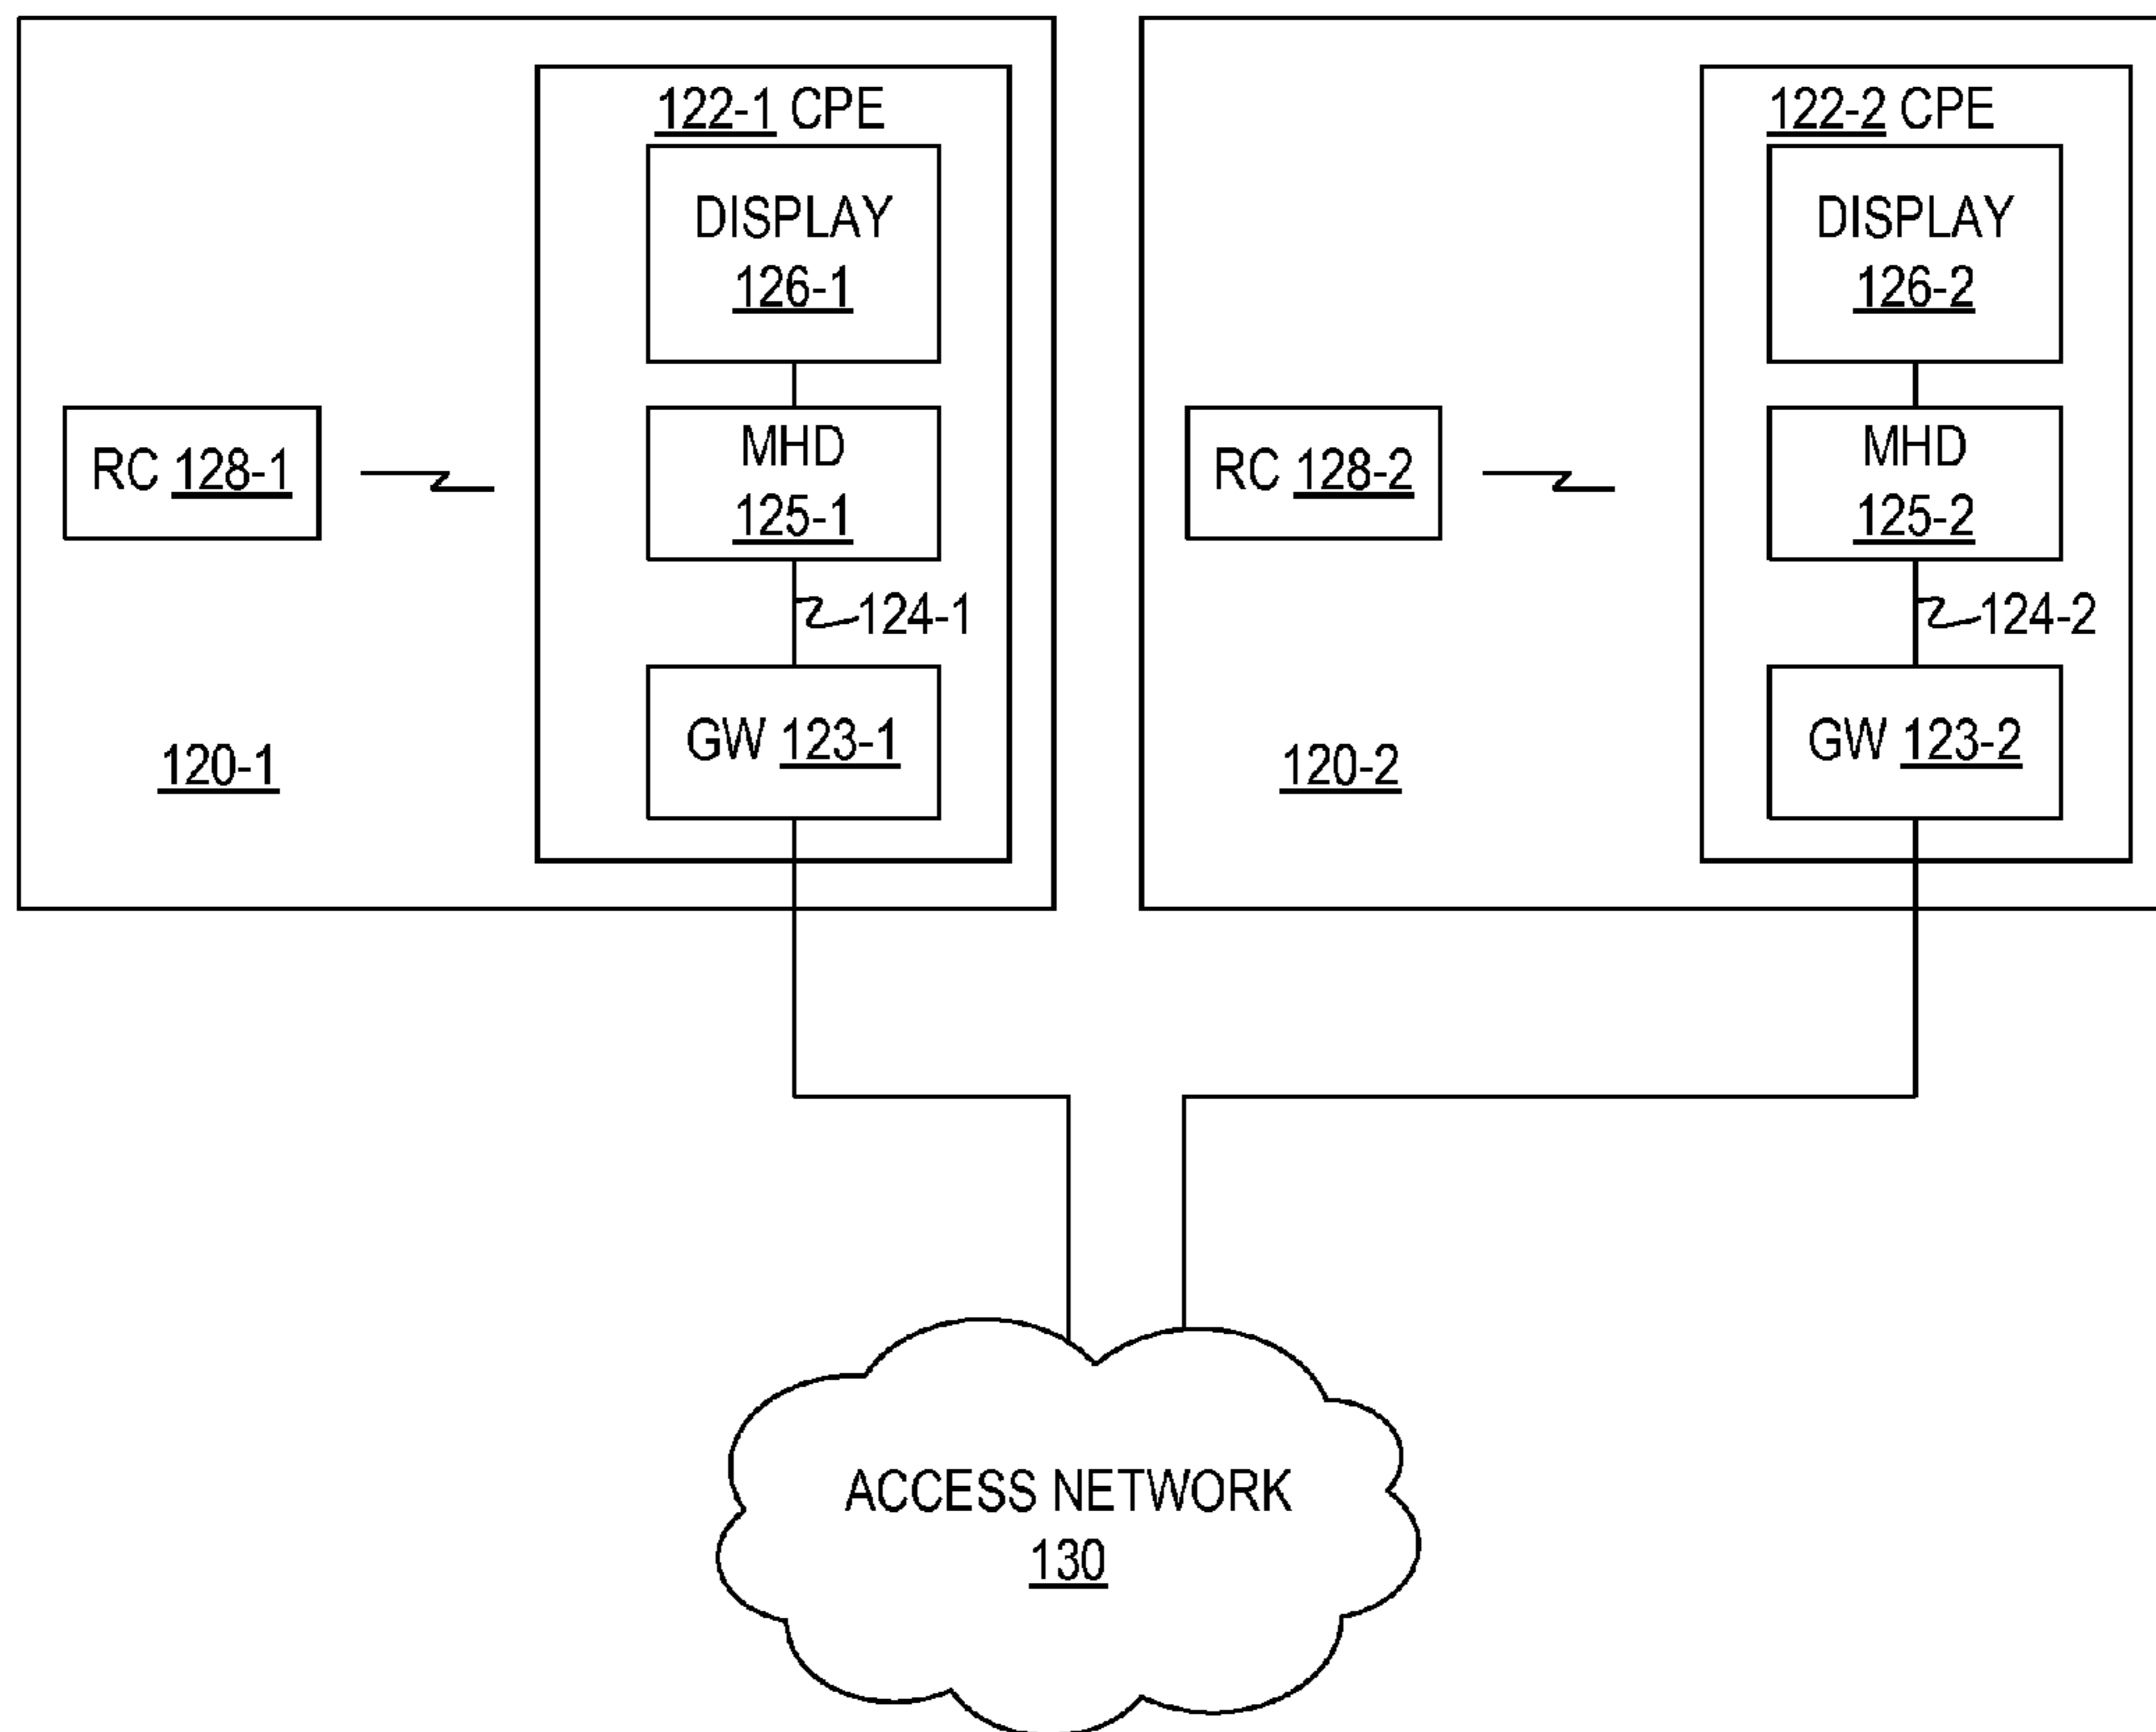 122-1 CPE
DISPLAY
126-1
RC 128-1
MHD
125-1
124-1
GW 123-1
120-1
122-2 CPE
DISPLAY
126-2
RC 128-2
MHD
125-2
124-2
GW 123-2
120-2
ACCESS NETWORK
130